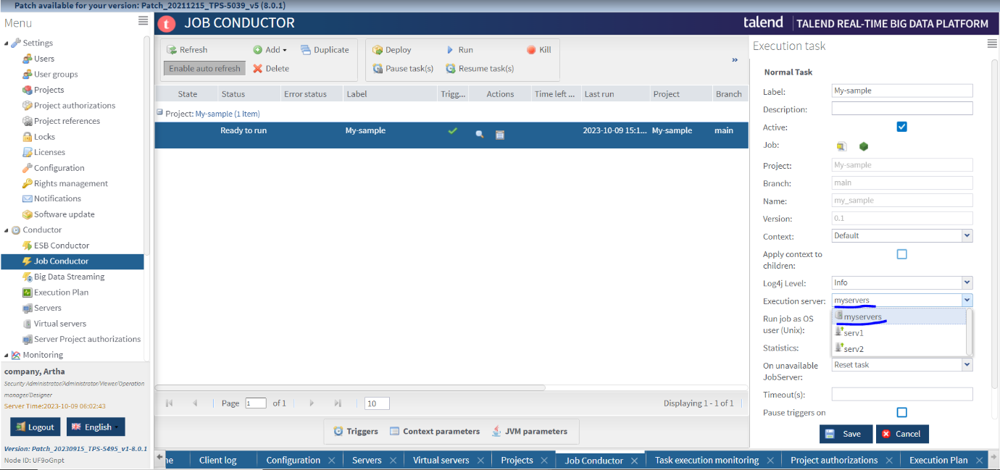 Patch available for your version: Patch_20211215_TPS-5039_v5 (8.0.1)
Menu
Settings
Users
User groups
Projects
Project authorizations
Project references
Locks
Licenses
Configuration
Rights management
Notifications
Software update
Conductor
ESB Conductor
Job Conductor
Big Data Streaming
Execution Plan
Servers
Virtual servers
Server Project authorizations
Monitoring
company, Artha
Security Administrator/Administrator/Viewer/Operation
manager/Designer
Server Time:2023-10-09 06:02:43
Logout English
Version: Patch_20230915_TPS-5495_v1-8.0.1
Node ID: UF9oGnpt
t JOB CONDUCTOR
talend TALEND REAL-TIME BIG DATA PLATFORM
Refresh Add Duplicate Deploy Run Kill
Enable auto refresh Delete Pause task(s) Resume task(s)
»
State Status Error status Label Trigg... Actions Time left ... Last run Project Branch
Project: My-sample (1 Item)
Ready to run My-sample 2023-10-09 15:1... My-sample main
Page 1 of 1 10 Displaying 1 - 1 of 1
Triggers Context parameters JVM parameters
Execution task
Normal Task
Label: My-sample
Description:
Active:
Job:
Project: My-sample
Branch: main
Name: my_sample
Version: 0.1
Context: Default
Apply context to
children:
Log4j Level: Info
Execution server: myservers
myservers
serv1
serv2
Run job as OS
user (Unix):
Statistics:
On unavailable
JobServer: Reset task
Timeout(s):
Pause triggers on
Save Cancel
ne Client log Configuration Servers Virtual servers Projects Job Conductor Task execution monitoring Project authorizations Execution Plan